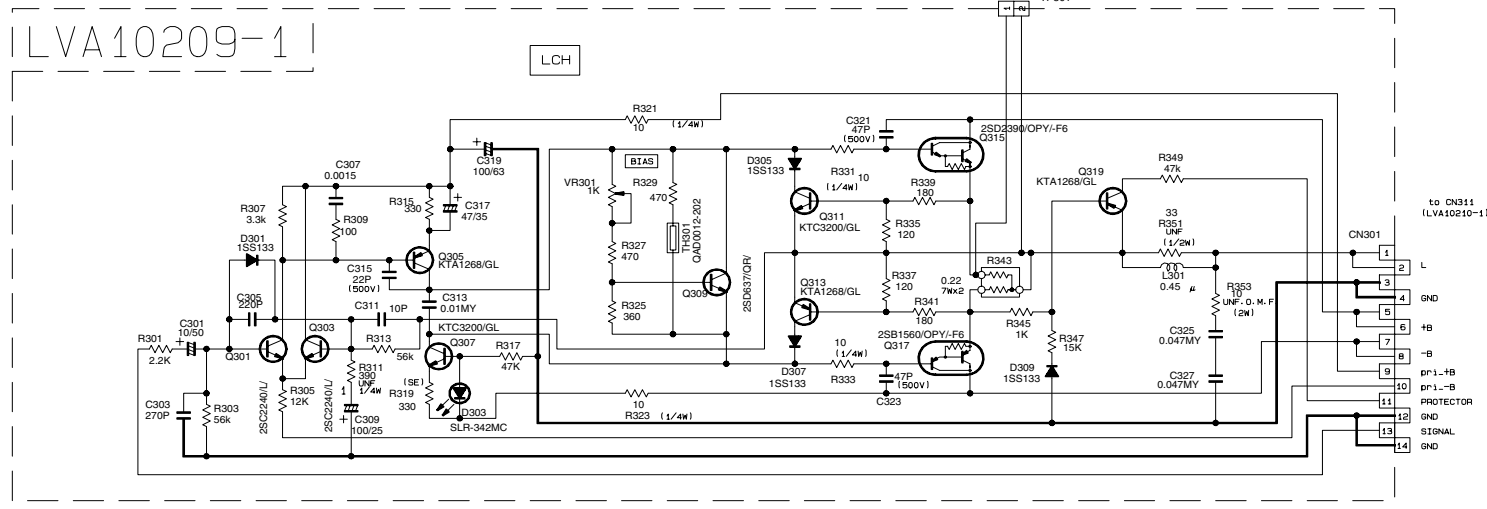 LVA10209-1
LCH
1
2
R321
10
(1/4W)
C319
100/63
C307
0.0015
R315
330
C317
47/35
R307
3.3k
R309
100
D301
1SS133
Q305
KTA1268/GL
C315
22P
(500V)
C313
0.01MY
C305
220P
C311
10P
R301
2.2K
C301
10/50
Q301
2SC2240/L/
Q303
2SC2240/L/
R313
56k
KTC3200/GL
Q307
R317
47K
R311
390
UNF
1/4W
R305
12K
C303
270P
R303
56k
C309
100/25
(SE)
R319
330
D303
SLR-342MC
10
R323
(1/4W)
BIAS
VR301
1K
R329
470
TH301
QAD0012-202
R327
470
R325
360
Q309
2SD637/QR/
D305
1SS133
R331
10
(1/4W)
C321
47P
(500V)
2SD2390/OPY/-F6
Q315
R339
180
Q311
KTC3200/GL
R335
120
Q313
KTA1268/GL
R337
120
R341
180
R343
0.22
7Wx2
2SB1560/OPY/-F6
Q317
10
(1/4W)
R333
D307
1SS133
47P
(500V)
C323
R345
1K
R347
15K
D309
1SS133
Q319
KTA1268/GL
R349
47k
33
R351
UNF
(1/2W)
L301
0.45 μ
R353
10
UNF.O.M.F
(2W)
C325
0.047MY
C327
0.047MY
to CN311
(LVA10210-1)
CN301
1
2 L
3
4 GND
5
6 +B
7
8 -B
9 pri.+B
10 pri.-B
11 PROTECTOR
12 GND
13 SIGNAL
14 GND